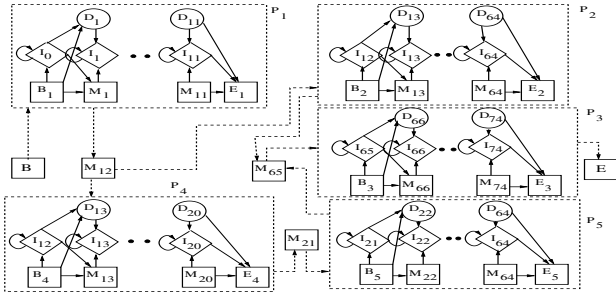 D1 D11 P1
I0 I1 I11
B1 M1 M11 E1
D13 D64 P2
I12 I13 I64
B2 M13 M64 E2
B M12 M65 E
D66 D74 P3
I65 I66 I74
B3 M66 M74 E3
P4
D13 D20
I12 I13 I20
B4 M13 M20 E4
M21
D22 D64 P5
I21 I22 I64
B5 M22 M64 E5